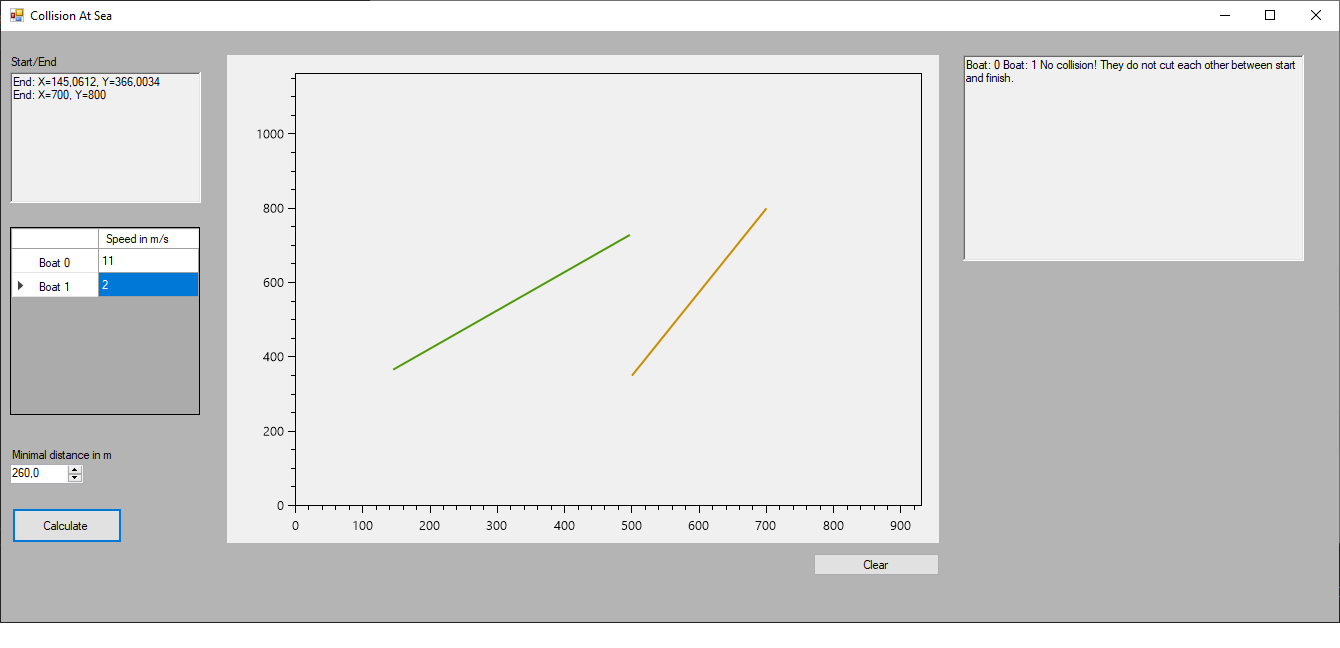 Collision At Sea
Start/End
End: X=145,0612, Y=366,0034
End: X=700, Y=800
Speed in m/s
Boat 0 11
Boat 1 2
Minimal distance in m
260,0
Calculate
1000
800
600
400
200
0
0 100 200 300 400 500 600 700 800 900
Clear
Boat: 0 Boat: 1 No collision! They do not cut each other between start
and finish.